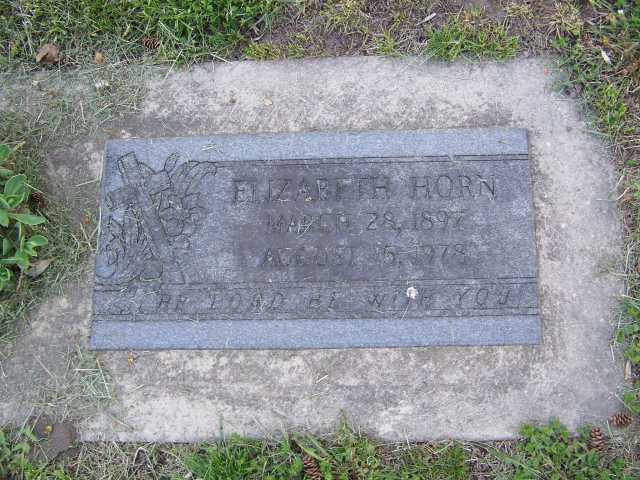 ELIZABETH HORN
MARCH 28, 1897
AUGUST 15, 1978
THE LORD BE WITH YOU